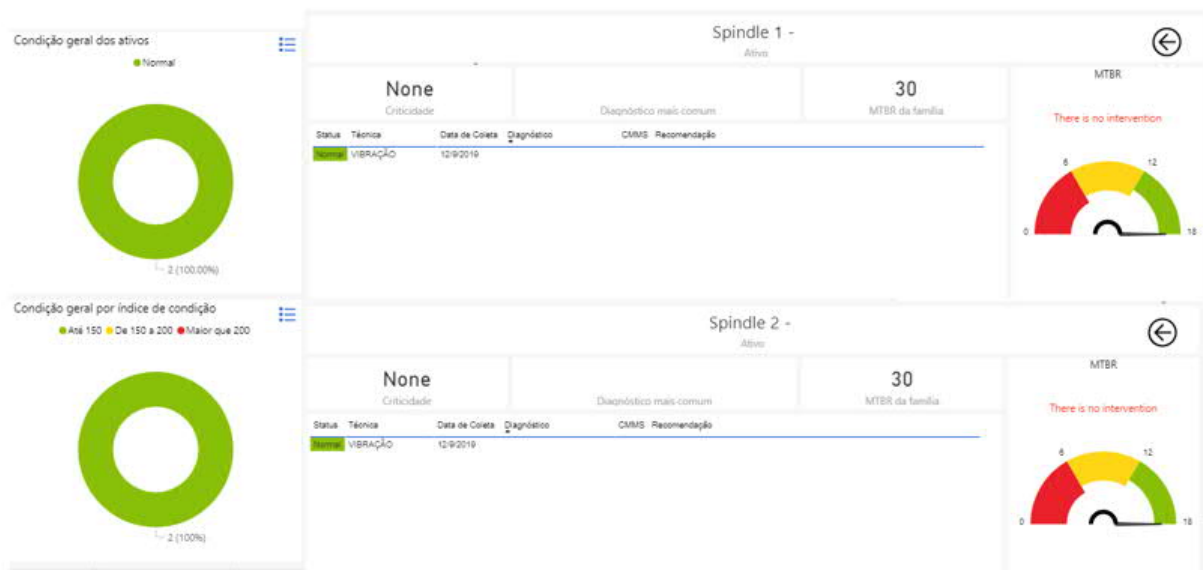 Condição geral dos ativos
Normal
2 (100.00%)
Spindle 1 -
Ativo
None
Criticidade
Diagnóstico mais comum
30
MTBR da família
Status Técnica Data de Coleta Diagnóstico CMMS Recomendação
Normal VIBRAÇÃO 12/9/2019
MTBR
There is no intervention
0 6 12 18
Condição geral por índice de condição
Até 150 De 150 a 200 Maior que 200
2 (100%)
Spindle 2 -
Ativo
None
Criticidade
Diagnóstico mais comum
30
MTBR da família
Status Técnica Data de Coleta Diagnóstico CMMS Recomendação
Normal VIBRAÇÃO 12/9/2019
MTBR
There is no intervention
0 6 12 18